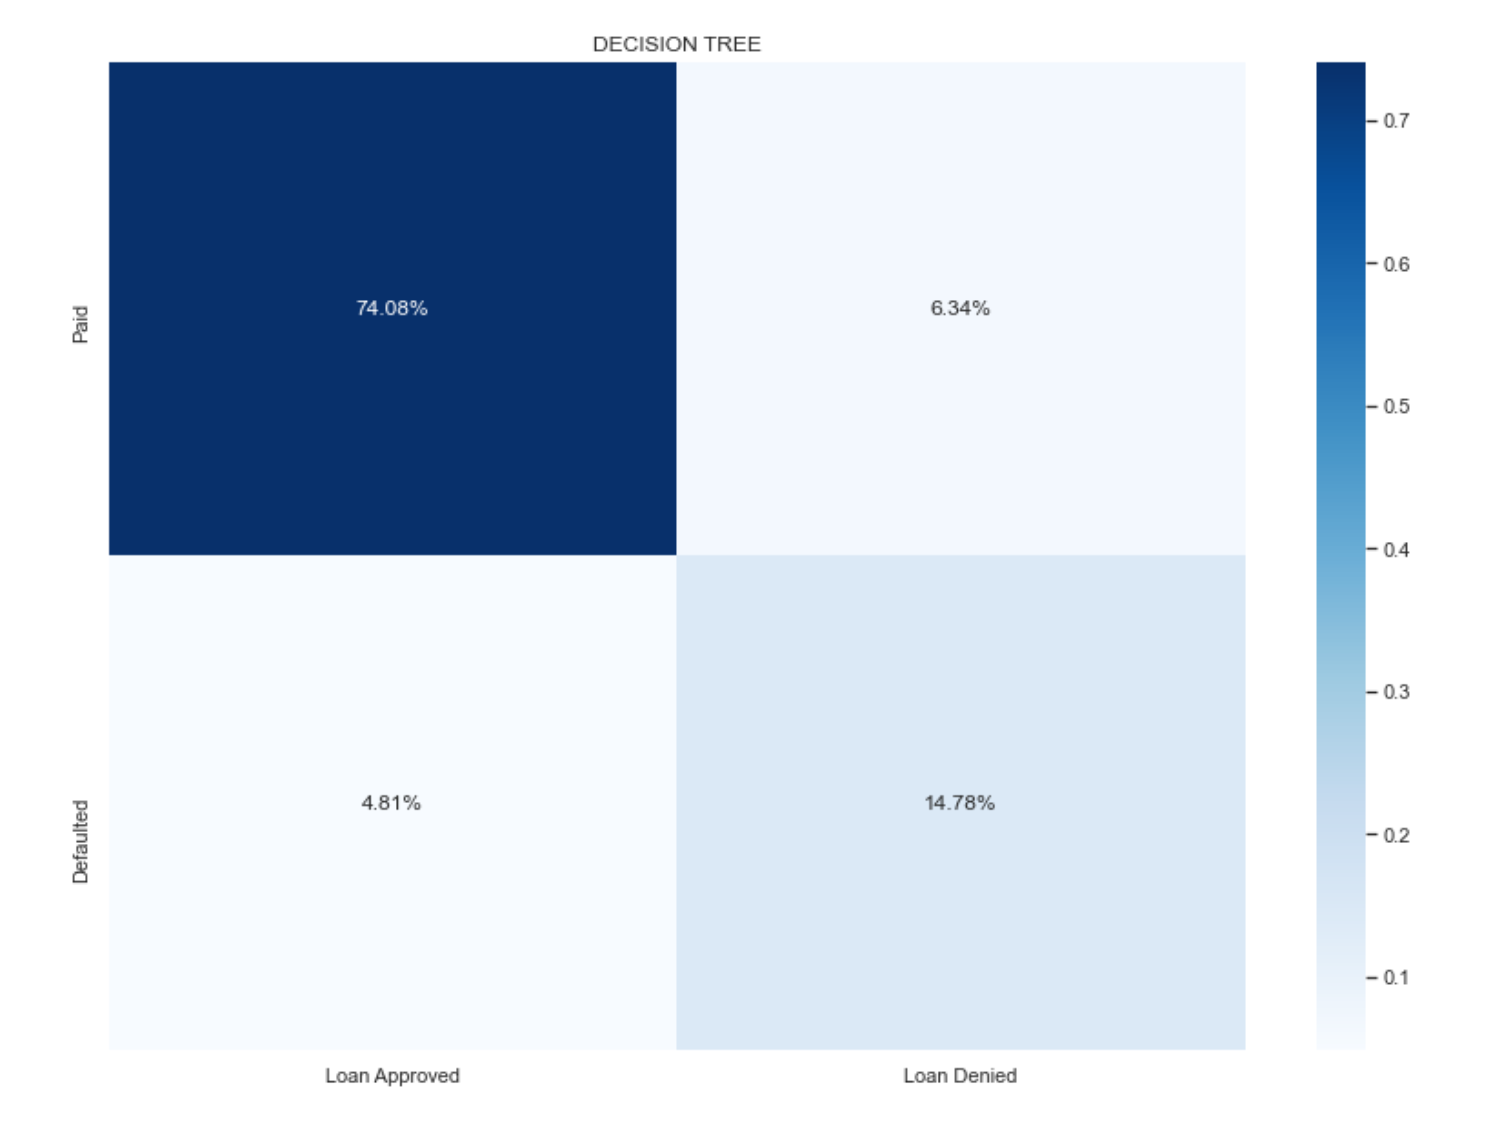 DECISION TREE
Paid
74.08%
6.34%
Defaulted
4.81%
14.78%
Loan Approved
Loan Denied
0.7
0.6
0.5
0.4
0.3
0.2
0.1